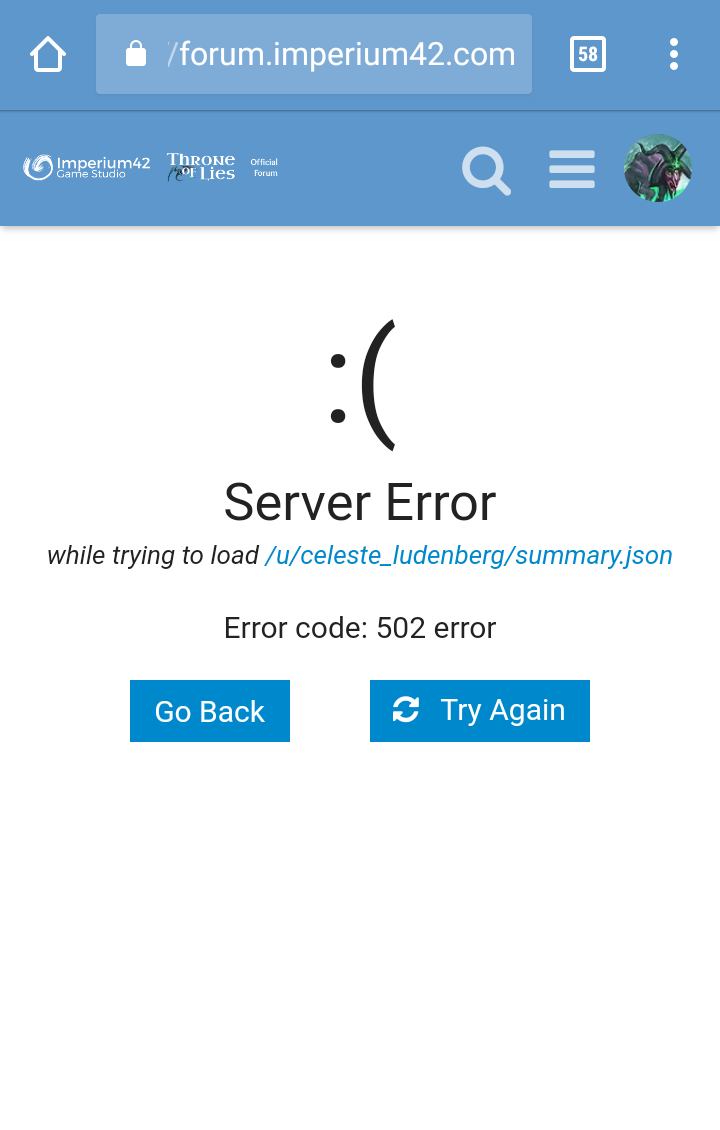 /forum.imperium42.com
58
Imperium42
Game Studio
Throne
of Lies
Official
Forum
:(
Server Error
while trying to load /u/celeste_ludenberg/summary.json
Error code: 502 error
Go Back
Try Again